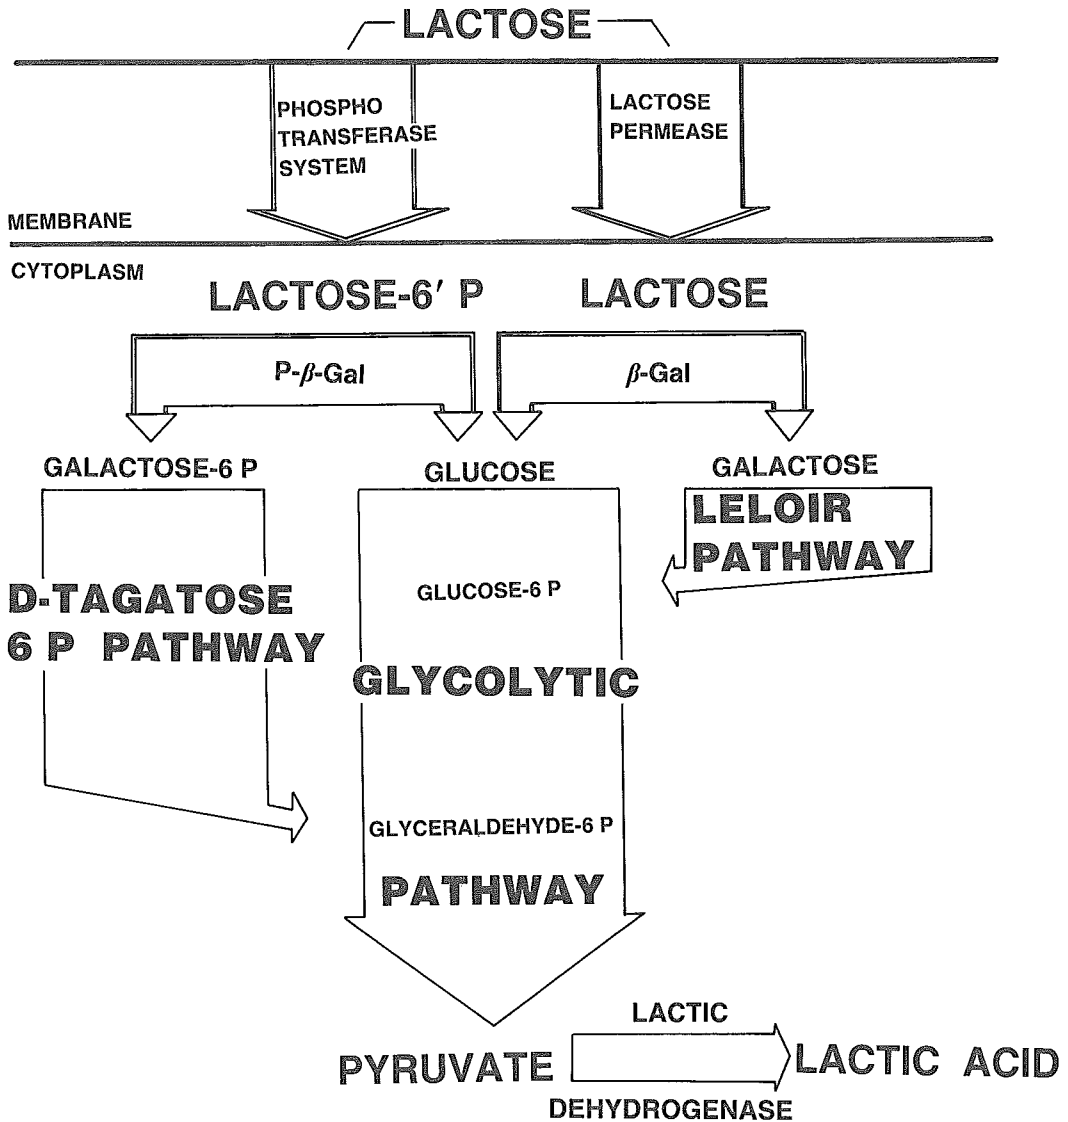 LACTOSE
PHOSPHO
TRANSFERASE
SYSTEM
LACTOSE
PERMEASE
MEMBRANE
CYTOPLASM
LACTOSE-6′ P
LACTOSE
P-β-Gal
β-Gal
GALACTOSE-6 P
GLUCOSE
GALACTOSE
LELOIR
PATHWAY
D-TAGATOSE
6 P PATHWAY
GLUCOSE-6 P
GLYCOLYTIC
GLYCERALDEHYDE-6 P
PATHWAY
LACTIC
PYRUVATE
LACTIC ACID
DEHYDROGENASE